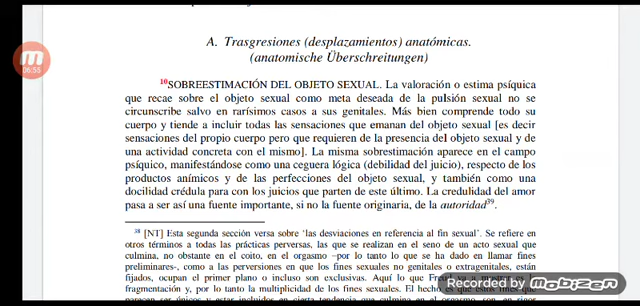 A. Trasgresiones (desplazamientos) anatómicas.
(anatomische Überschreitungen)
10SOBREESTIMACIÓN DEL OBJETO SEXUAL. La valoración o estima psíquica
que recae sobre el objeto sexual como meta deseada de la pulsión sexual no se
circunscribe salvo en rarísimos casos a sus genitales. Más bien comprende todo su
cuerpo y tiende a incluir todas las sensaciones que emanan del objeto sexual [es decir
sensaciones del propio cuerpo pero que requieren de la presencia del objeto sexual y de
una actividad concreta con el mismo]. La misma sobrestimación aparece en el campo
psíquico, manifestándose como una ceguera lógica (debilidad del juicio), respecto de los
productos anímicos y de las perfecciones del objeto sexual, y también como una
docilidad crédula para con los juicios que parten de este último. La credulidad del amor
pasa a ser así una fuente importante, si no la fuente originaria, de la autoridad39.
38 [NT] Esta segunda sección versa sobre 'las desviaciones en referencia al fin sexual'. Se refiere en
otros términos a todas las prácticas perversas, las que se realizan en el seno de un acto sexual que
culmina, no obstante en el coito, en el orgasmo –por lo tanto lo que se ha dado en llamar fines
preliminares-, como a las perversiones en que los fines sexuales no genitales o extragenitales, están
fijados, ocupan el primer plano o incluso son exclusivas. Aquí lo que Freud va a mostrar es la
fragmentación y, por lo tanto la multiplicidad de los fines sexuales. El hecho es que estos fines que
m
06:55
Recorded by MOBIZEN